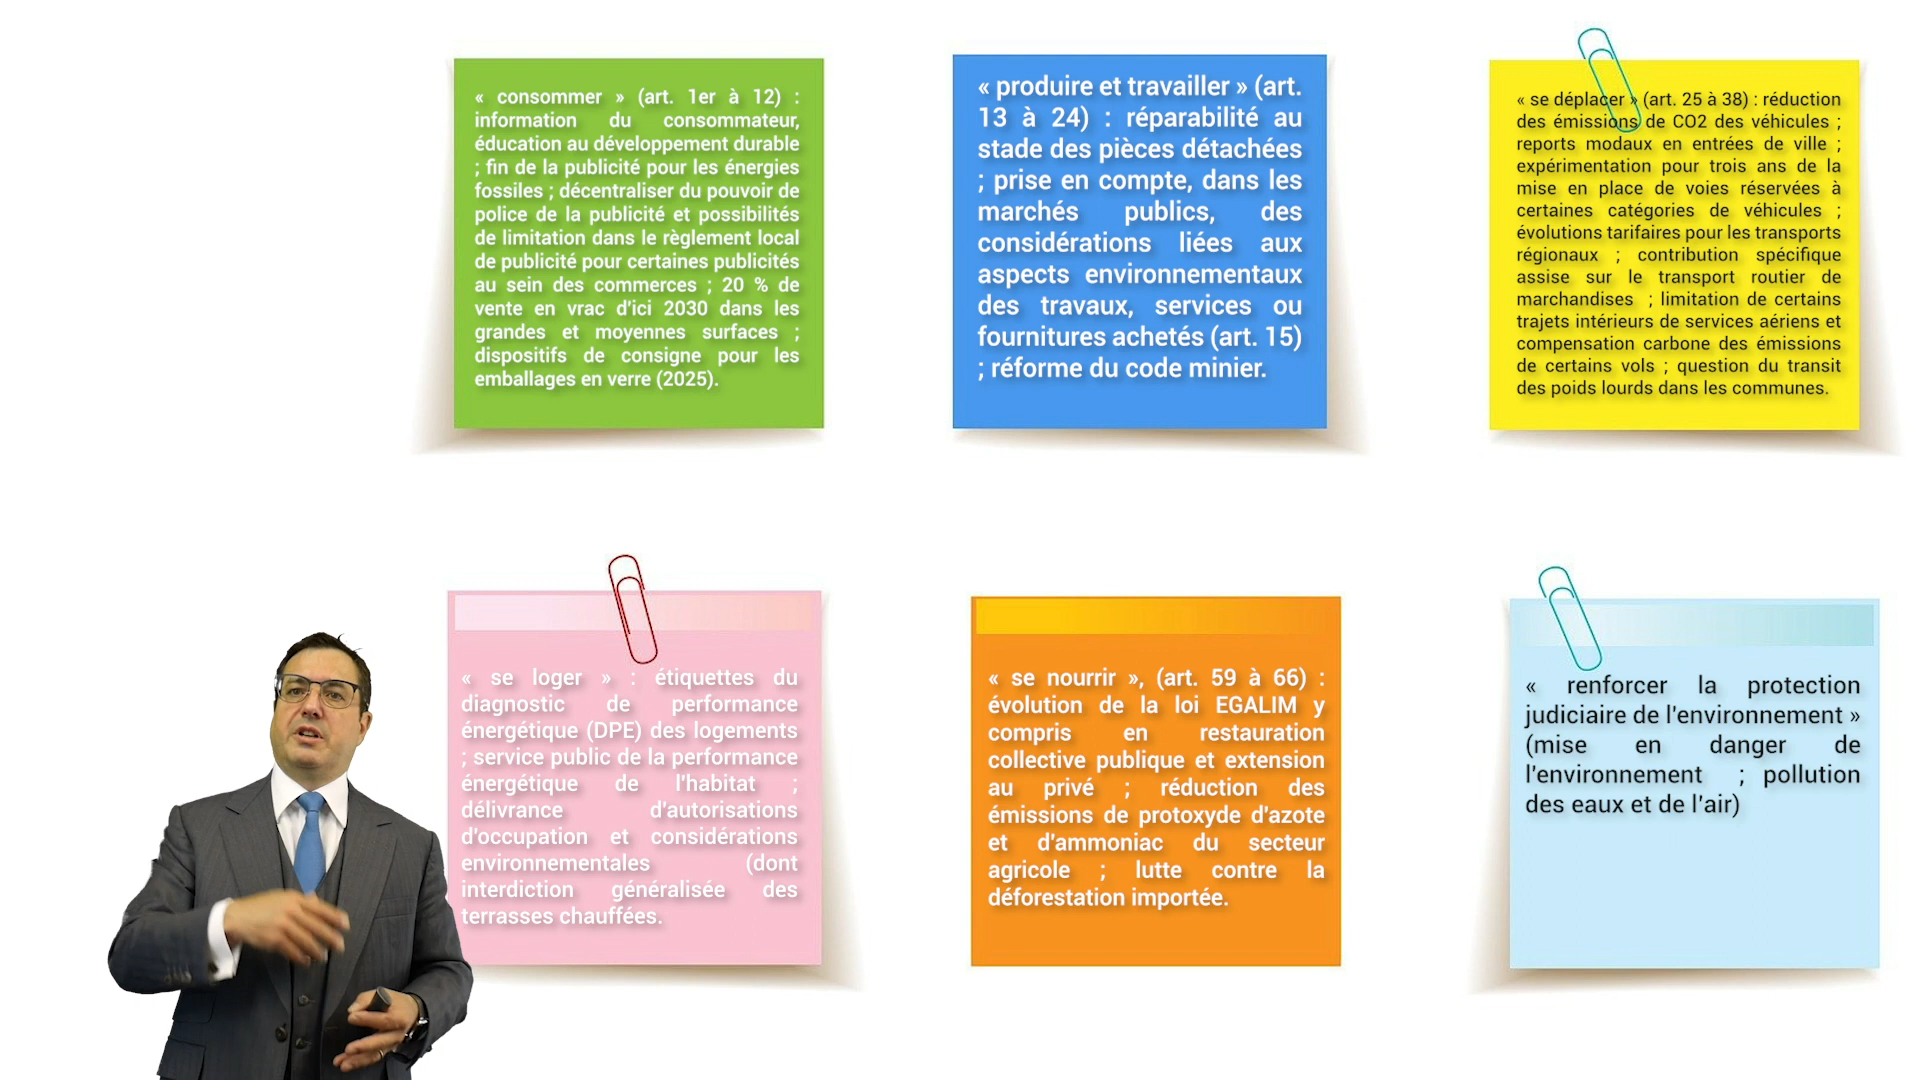 « consommer » (art. 1er à 12) :
information du consommateur,
éducation au développement durable
; fin de la publicité pour les énergies
fossiles ; décentraliser du pouvoir de
police de la publicité et possibilités
de limitation dans le règlement local
de publicité pour certaines publicités
au sein des commerces ; 20 % de
vente en vrac d'ici 2030 dans les
grandes et moyennes surfaces ;
dispositifs de consigne pour les
emballages en verre (2025).
« produire et travailler » (art.
13 à 24) : réparabilité au
stade des pièces détachées
; prise en compte, dans les
marchés publics, des
considérations liées aux
aspects environnementaux
des travaux, services ou
fournitures achetés (art. 15)
; réforme du code minier.
« se déplacer » (art. 25 à 38) : réduction
des émissions de CO2 des véhicules ;
reports modaux en entrées de ville ;
expérimentation pour trois ans de la
mise en place de voies réservées à
certaines catégories de véhicules ;
évolutions tarifaires pour les transports
régionaux ; contribution spécifique
assise sur le transport routier de
marchandises ; limitation de certains
trajets intérieurs de services aériens et
compensation carbone des émissions
de certains vols ; question du transit
des poids lourds dans les communes.
« se loger » : étiquettes du
diagnostic de performance
énergétique (DPE) des logements
; service public de la performance
énergétique de l'habitat ;
délivrance d'autorisations
d'occupation et considérations
environnementales (dont
interdiction généralisée des
terrasses chauffées.
« se nourrir », (art. 59 à 66) :
évolution de la loi EGALIM y
compris en restauration
collective publique et extension
au privé ; réduction des
émissions de protoxyde d'azote
et d'ammoniac du secteur
agricole ; lutte contre la
déforestation importée.
« renforcer la protection
judiciaire de l'environnement »
(mise en danger de
l'environnement ; pollution
des eaux et de l'air)